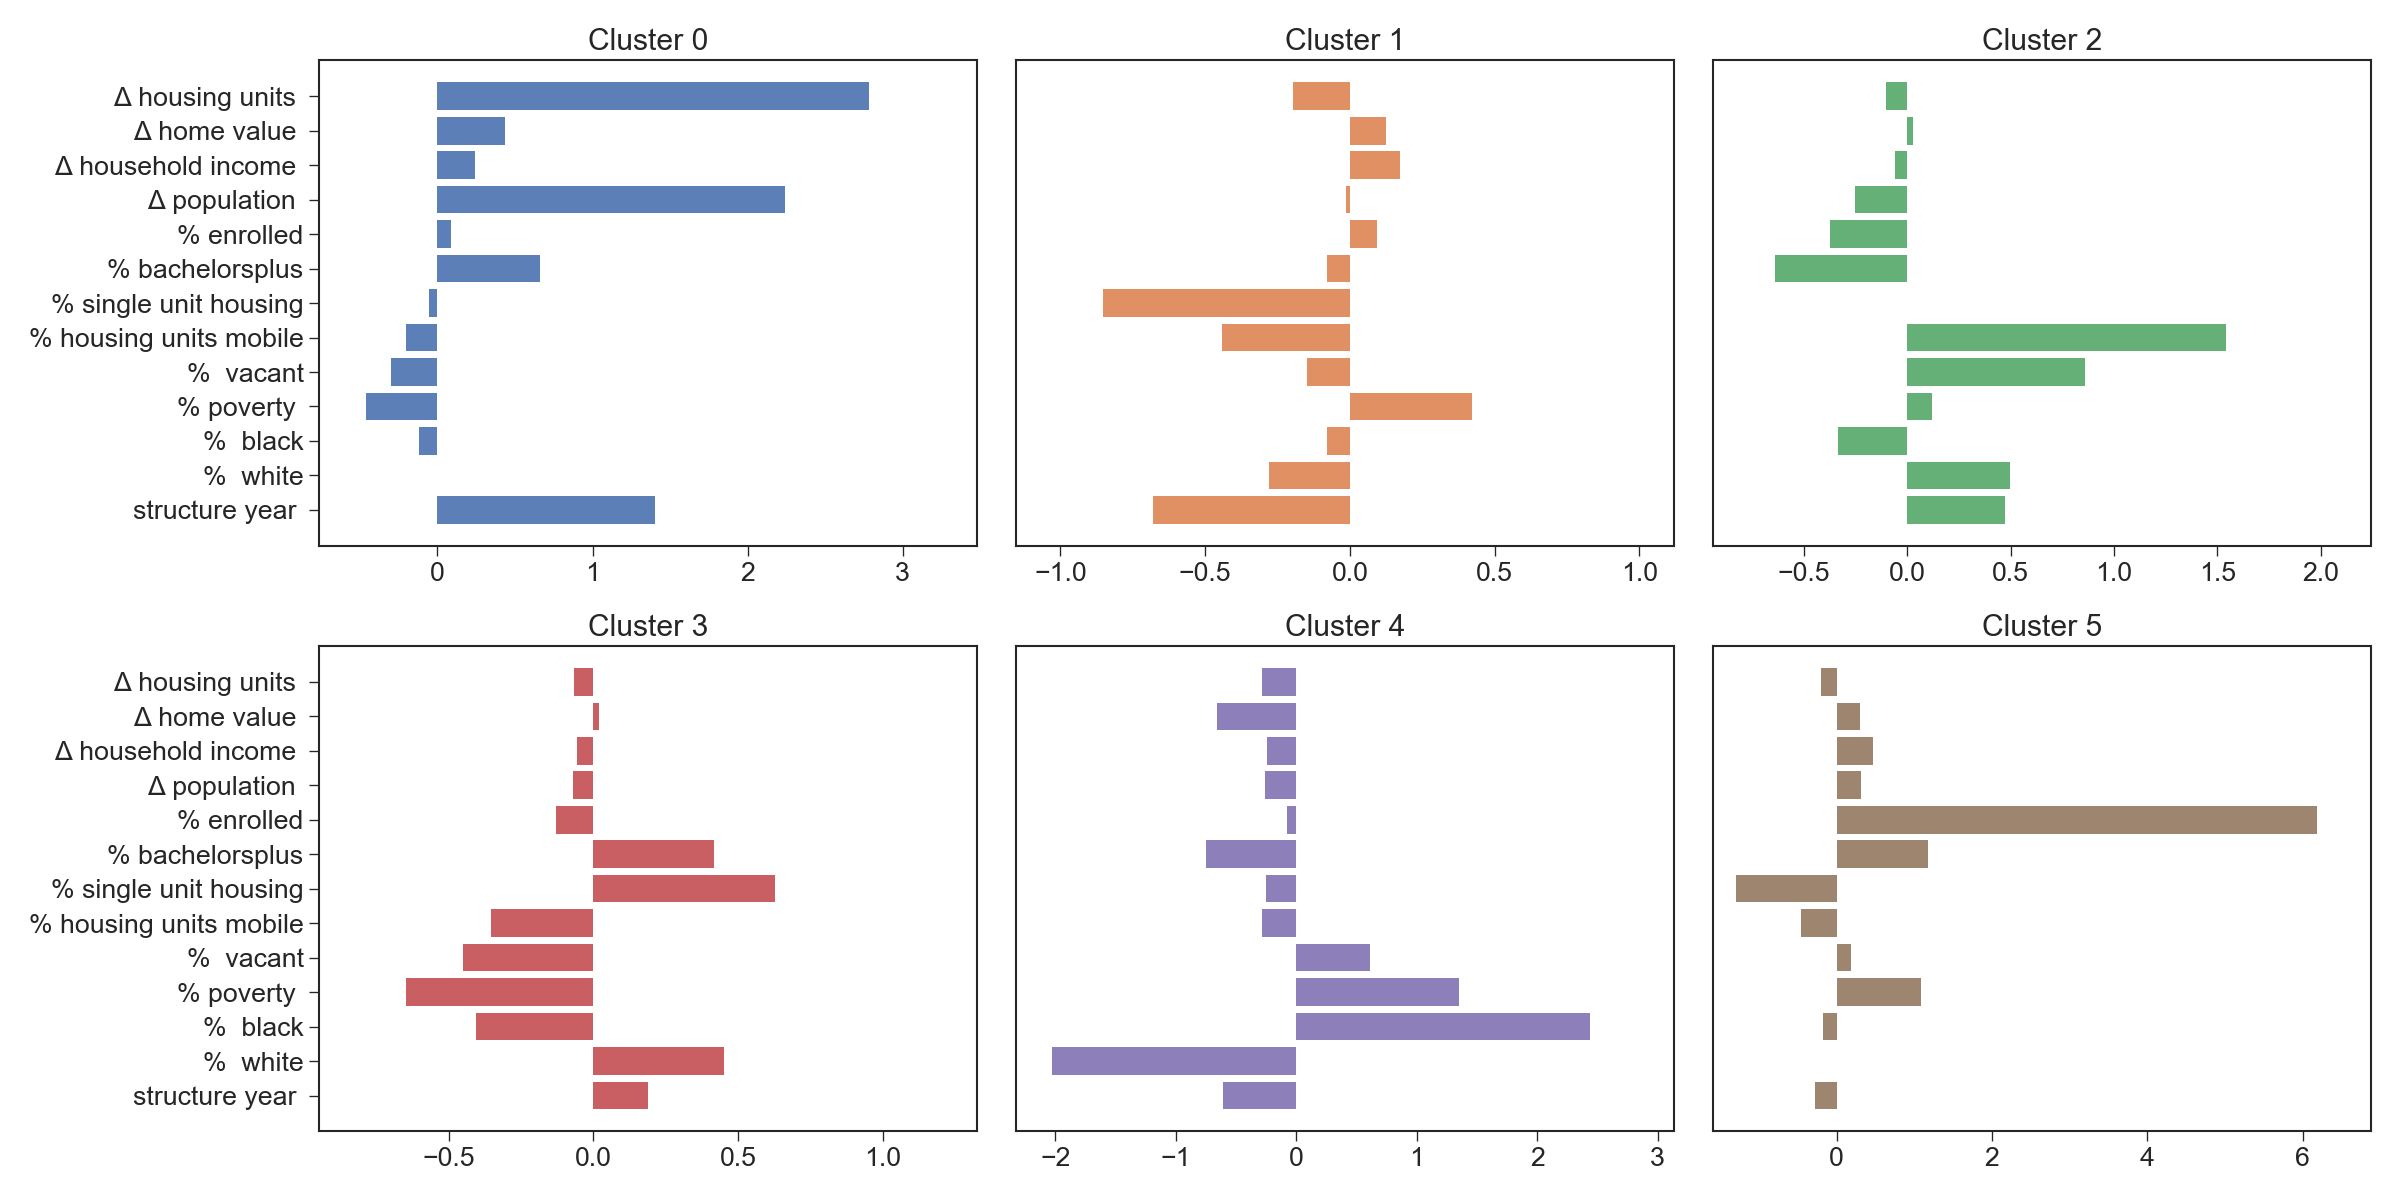 Cluster 0
Cluster 1
Cluster 2
Δ housing units
Δ home value
Δ household income
Δ population
% enrolled
% bachelorsplus
% single unit housing
% housing units mobile
%  vacant
% poverty
%  black
%  white
structure year
0 1 2 3
−1.0 −0.5 0.0 0.5 1.0
−0.5 0.0 0.5 1.0 1.5 2.0
Cluster 3
Cluster 4
Cluster 5
Δ housing units
Δ home value
Δ household income
Δ population
% enrolled
% bachelorsplus
% single unit housing
% housing units mobile
%  vacant
% poverty
%  black
%  white
structure year
−0.5 0.0 0.5 1.0
−2 −1 0 1 2 3
0 2 4 6